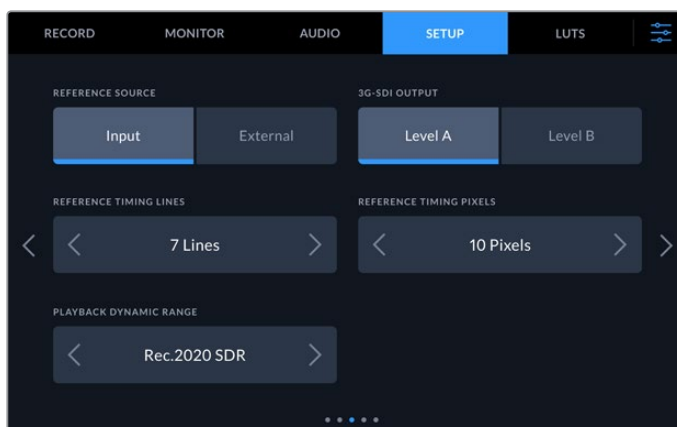 RECORD MONITOR AUDIO SETUP LUTS
REFERENCE SOURCE 3G-SDI OUTPUT
Input External Level A Level B
REFERENCE TIMING LINES REFERENCE TIMING PIXELS
7 Lines 10 Pixels
PLAYBACK DYNAMIC RANGE
Rec.2020 SDR